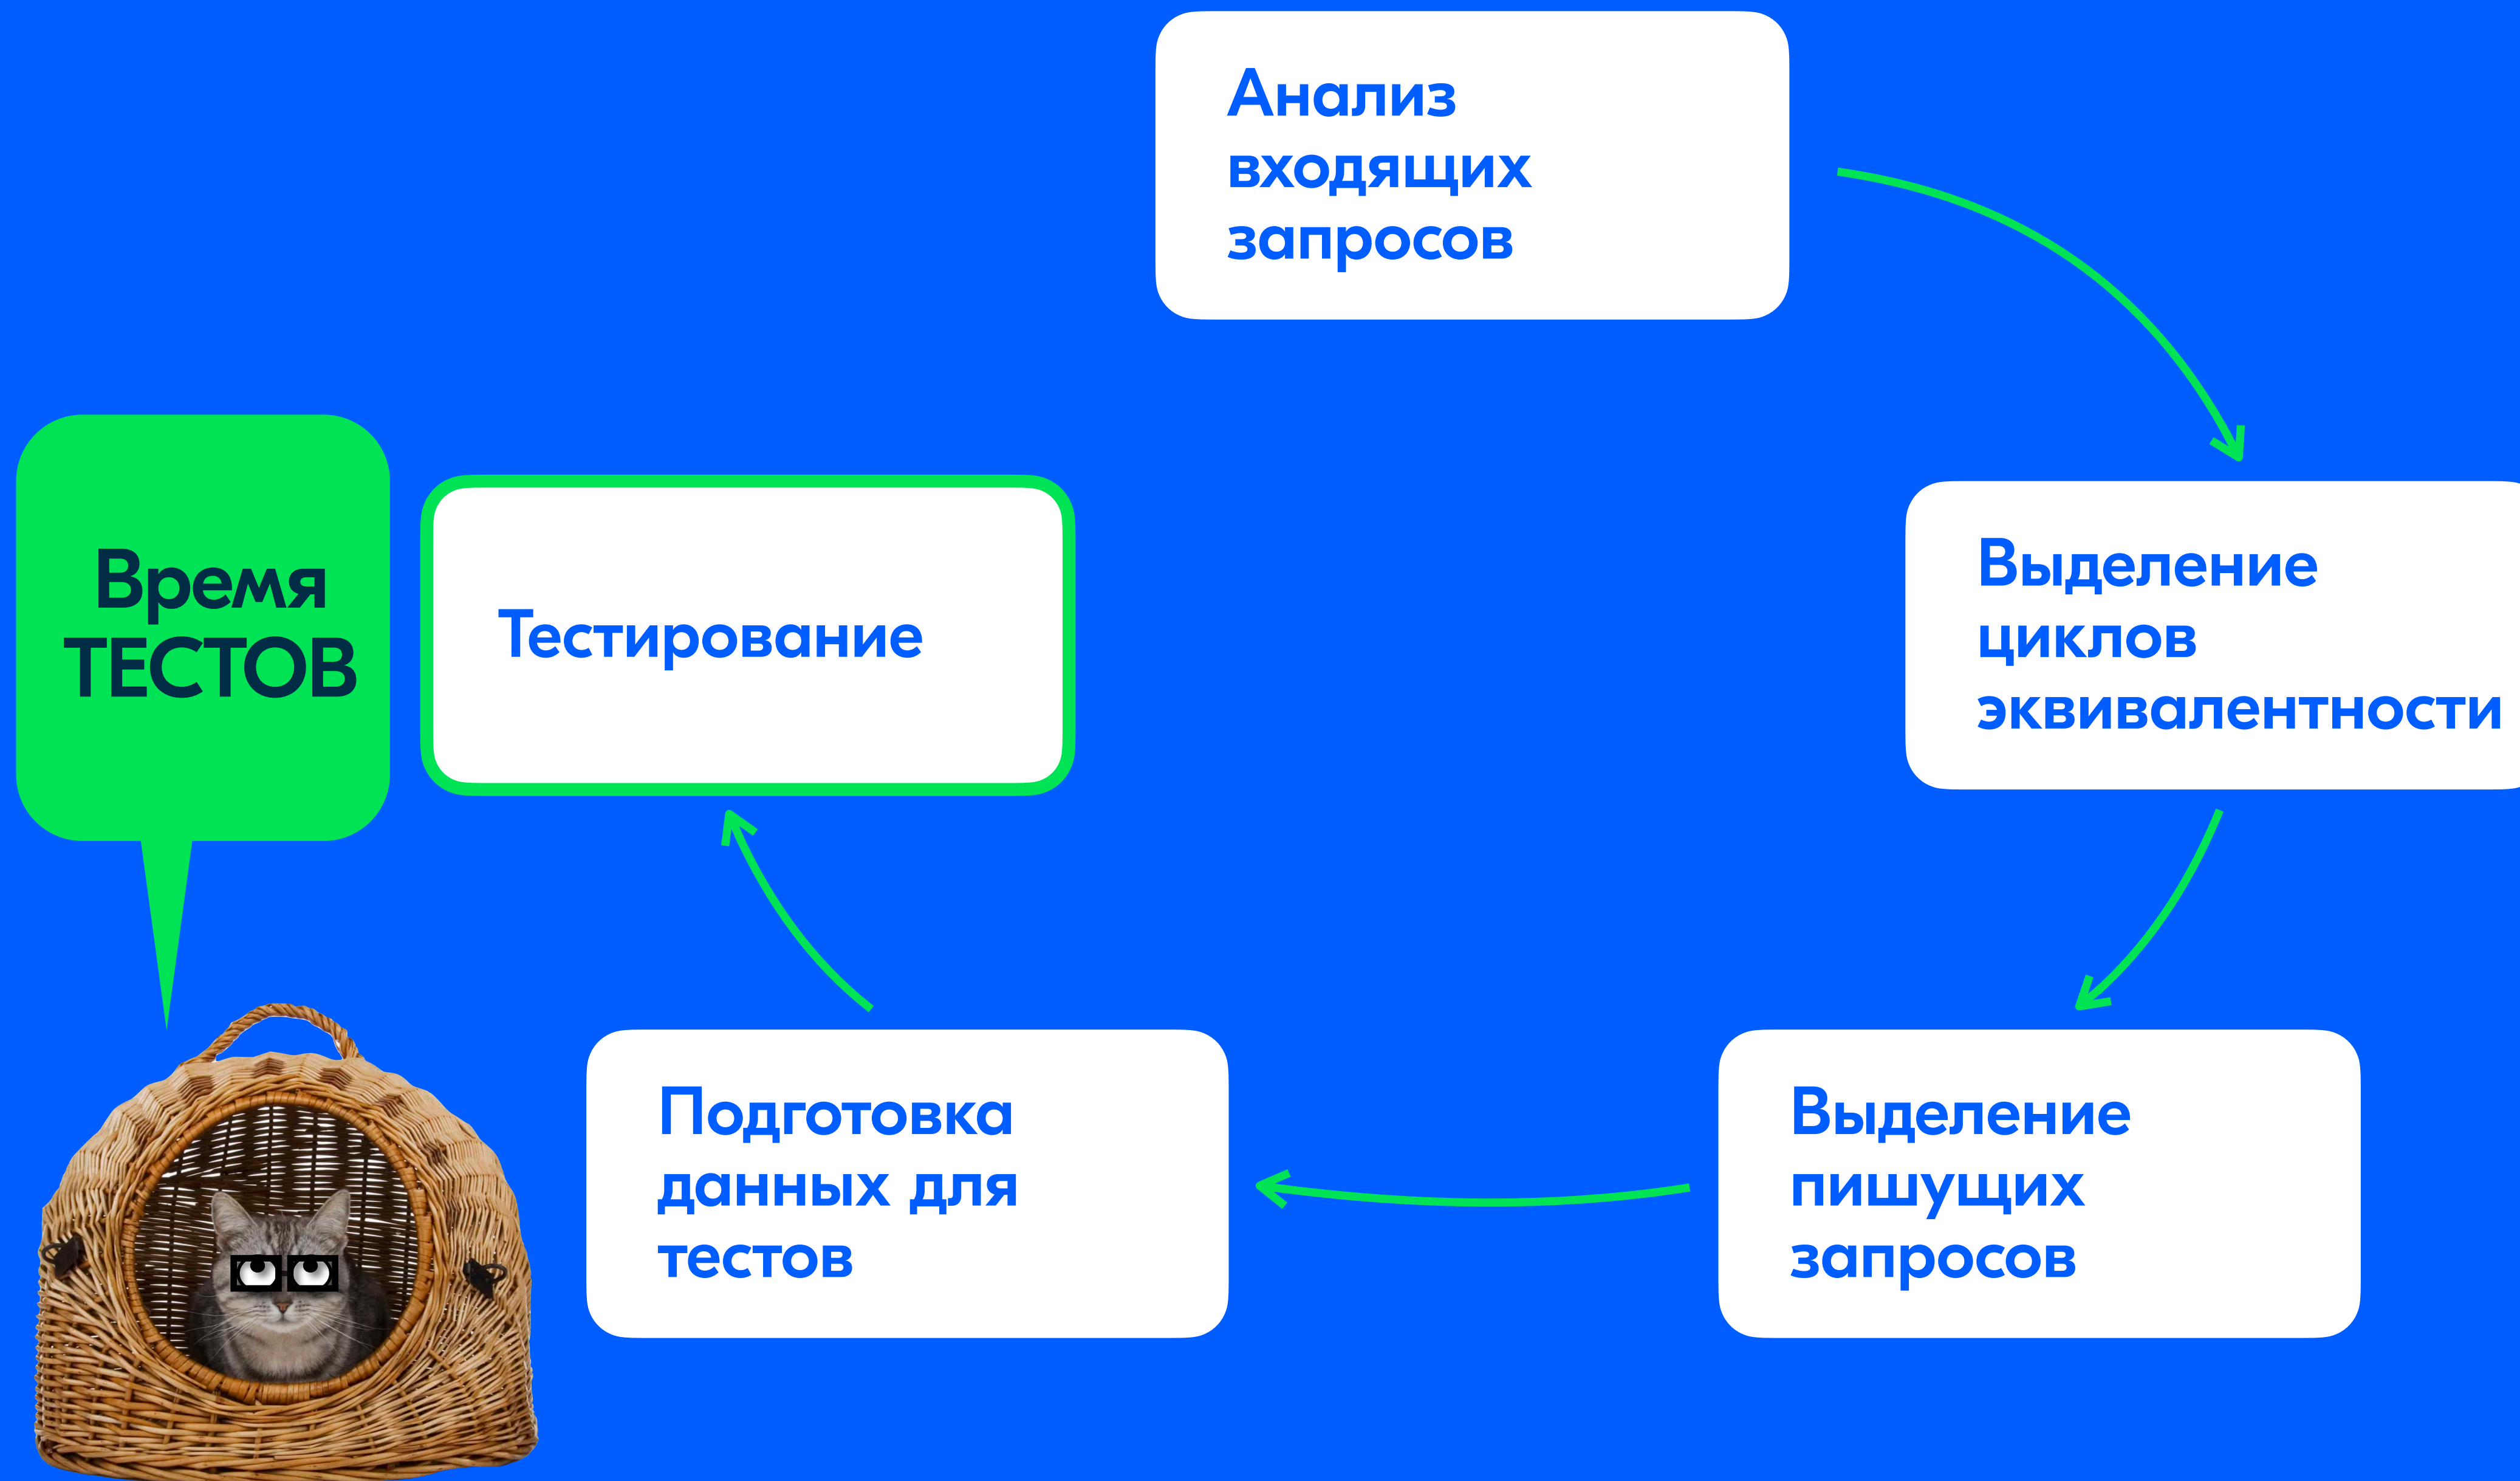 Анализ
входящих
запросов
Выделение
циклов
эквивалентности
Выделение
пишущих
запросов
Подготовка
данных для
тестов
Тестирование
Время
ТЕСТОВ